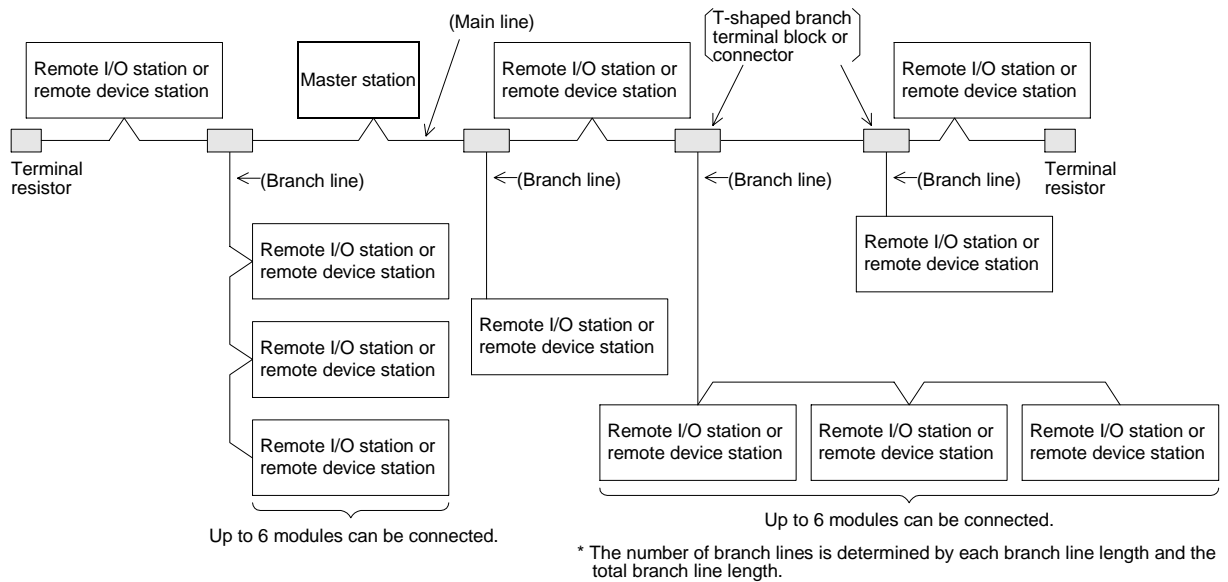 (Main line)
T-shaped branch
terminal block or
connector
Remote I/O station or
remote device station
Master station
Remote I/O station or
remote device station
Remote I/O station or
remote device station
Terminal
resistor
(Branch line)
(Branch line)
(Branch line)
(Branch line)
Terminal
resistor
Remote I/O station or
remote device station
Remote I/O station or
remote device station
Remote I/O station or
remote device station
Remote I/O station or
remote device station
Remote I/O station or
remote device station
Remote I/O station or
remote device station
Remote I/O station or
remote device station
Remote I/O station or
remote device station
Up to 6 modules can be connected.
Up to 6 modules can be connected.
* The number of branch lines is determined by each branch line length and the
total branch line length.